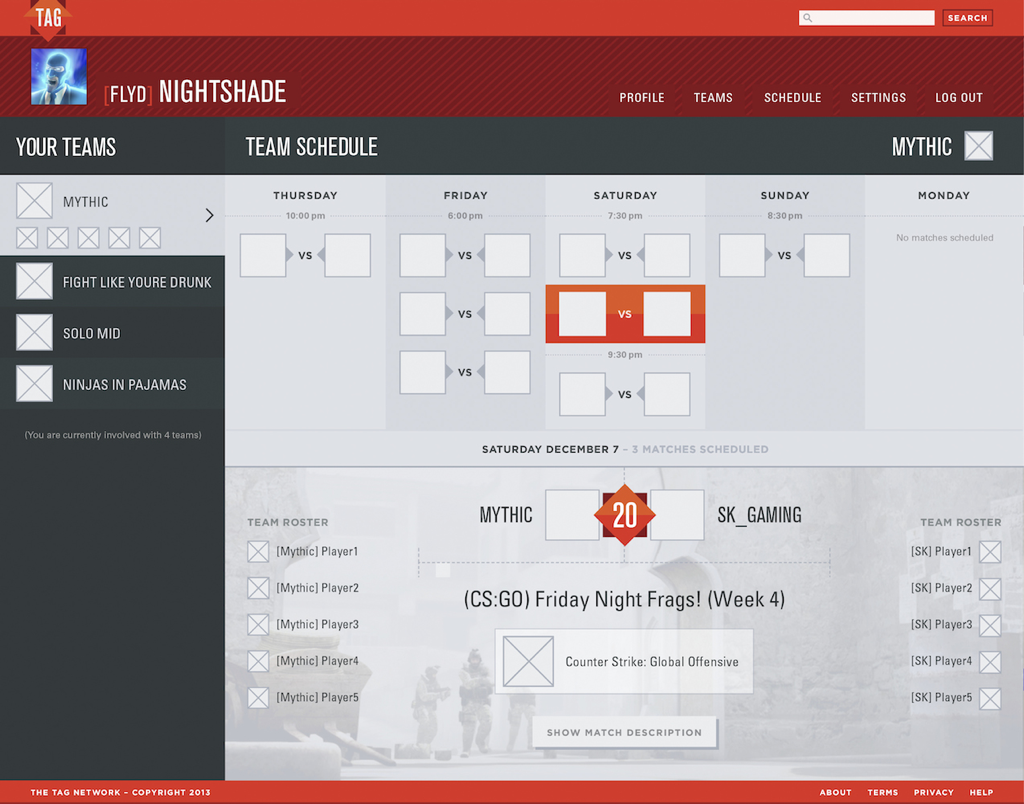 TAG
SEARCH
[FLYD] NIGHTSHADE
PROFILE TEAMS SCHEDULE SETTINGS LOG OUT
YOUR TEAMS
MYTHIC
FIGHT LIKE YOURE DRUNK
SOLO MID
NINJAS IN PAJAMAS
(You are currently involved with 4 teams)
TEAM SCHEDULE
MYTHIC
THURSDAY FRIDAY SATURDAY SUNDAY MONDAY
10:00 pm 6:00 pm 7:30 pm 8:30 pm
No matches scheduled
VS VS VS VS
VS VS
9:30 pm
VS
VS
SATURDAY DECEMBER 7 – 3 MATCHES SCHEDULED
MYTHIC 20 SK_GAMING
TEAM ROSTER
[Mythic] Player1
[Mythic] Player2
[Mythic] Player3
[Mythic] Player4
[Mythic] Player5
(CS:GO) Friday Night Frags! (Week 4)
Counter Strike: Global Offensive
SHOW MATCH DESCRIPTION
TEAM ROSTER
[SK] Player1
[SK] Player2
[SK] Player3
[SK] Player4
[SK] Player5
THE TAG NETWORK – COPYRIGHT 2013
ABOUT TERMS PRIVACY HELP